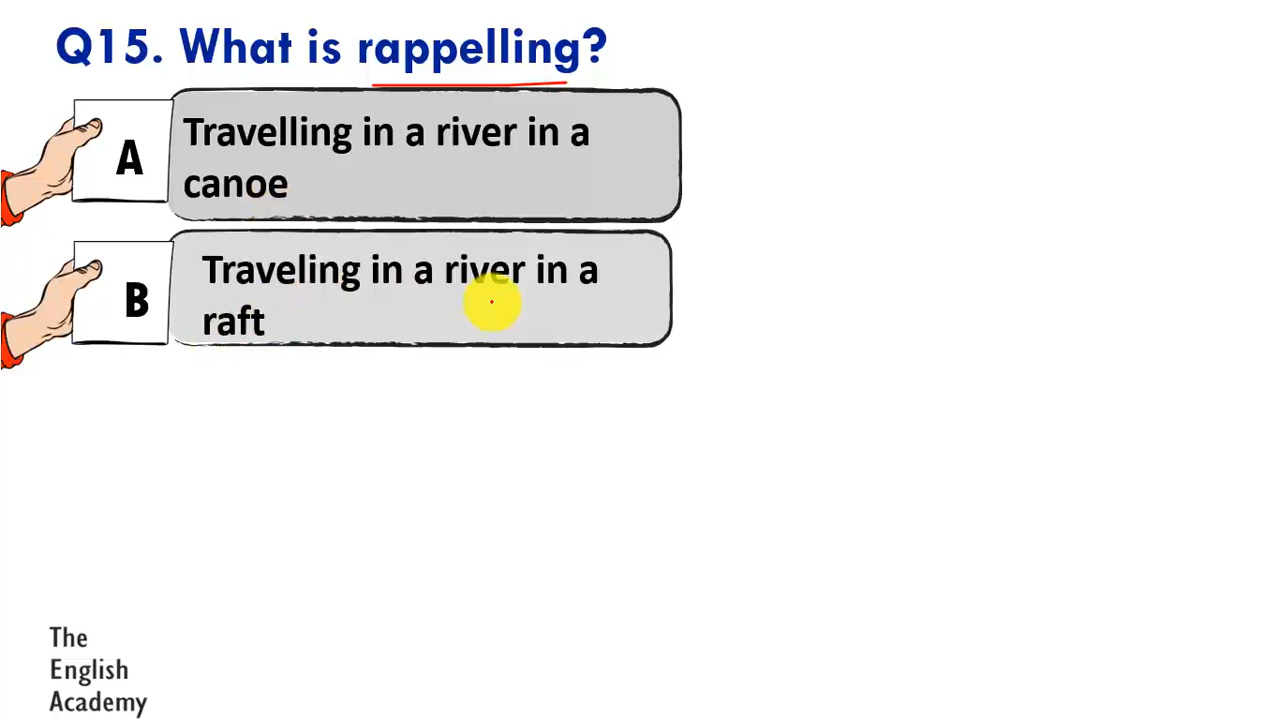 Q15. What is rappelling?
A
Travelling in a river in a
canoe
B
Traveling in a river in a
raft
The
English
Academy